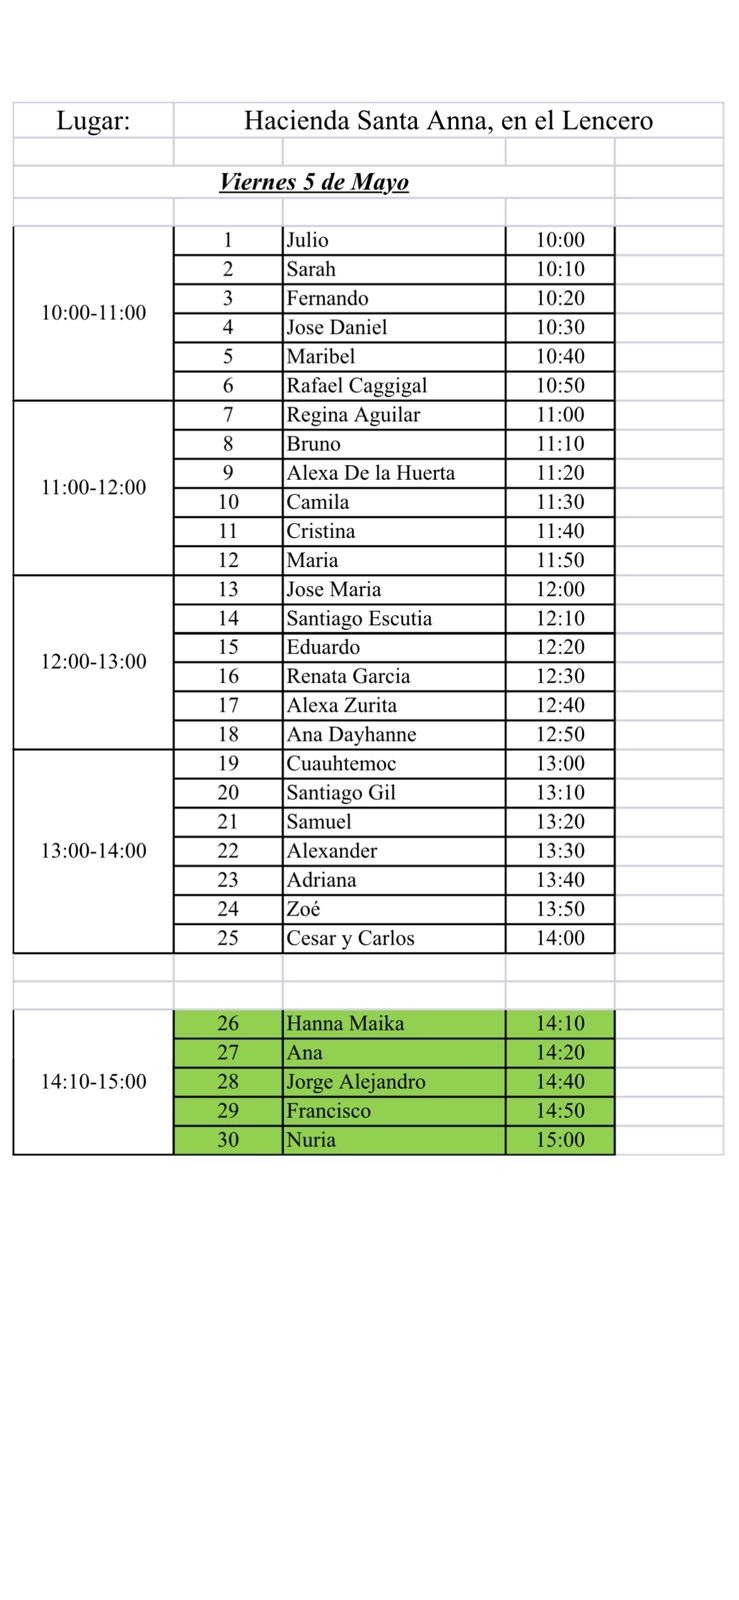 Lugar: Hacienda Santa Anna, en el Lencero
Viernes 5 de Mayo
10:00-11:00
1 Julio 10:00
2 Sarah 10:10
3 Fernando 10:20
4 Jose Daniel 10:30
5 Maribel 10:40
6 Rafael Caggigal 10:50
11:00-12:00
7 Regina Aguilar 11:00
8 Bruno 11:10
9 Alexa De la Huerta 11:20
10 Camila 11:30
11 Cristina 11:40
12 Maria 11:50
12:00-13:00
13 Jose Maria 12:00
14 Santiago Escutia 12:10
15 Eduardo 12:20
16 Renata Garcia 12:30
17 Alexa Zurita 12:40
18 Ana Dayhanne 12:50
13:00-14:00
19 Cuauhtemoc 13:00
20 Santiago Gil 13:10
21 Samuel 13:20
22 Alexander 13:30
23 Adriana 13:40
24 Zoé 13:50
25 Cesar y Carlos 14:00
14:10-15:00
26 Hanna Maika 14:10
27 Ana 14:20
28 Jorge Alejandro 14:40
29 Francisco 14:50
30 Nuria 15:00